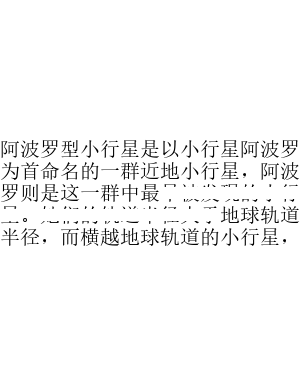 阿波罗型小行星是以小行星阿波罗
为首命名的一群近地小行星，阿波
罗则是这一群中最
地球轨道
半径，而横越地球轨道的小行星，